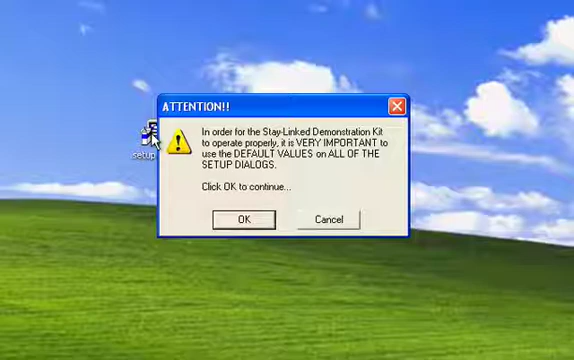 ATTENTION!!
In order for the Stay-Linked Demonstration Kit
to operate properly, it is VERY IMPORTANT to
use the DEFAULT VALUES on ALL OF THE
SETUP DIALOGS.
Click OK to continue...
setup
OK
Cancel